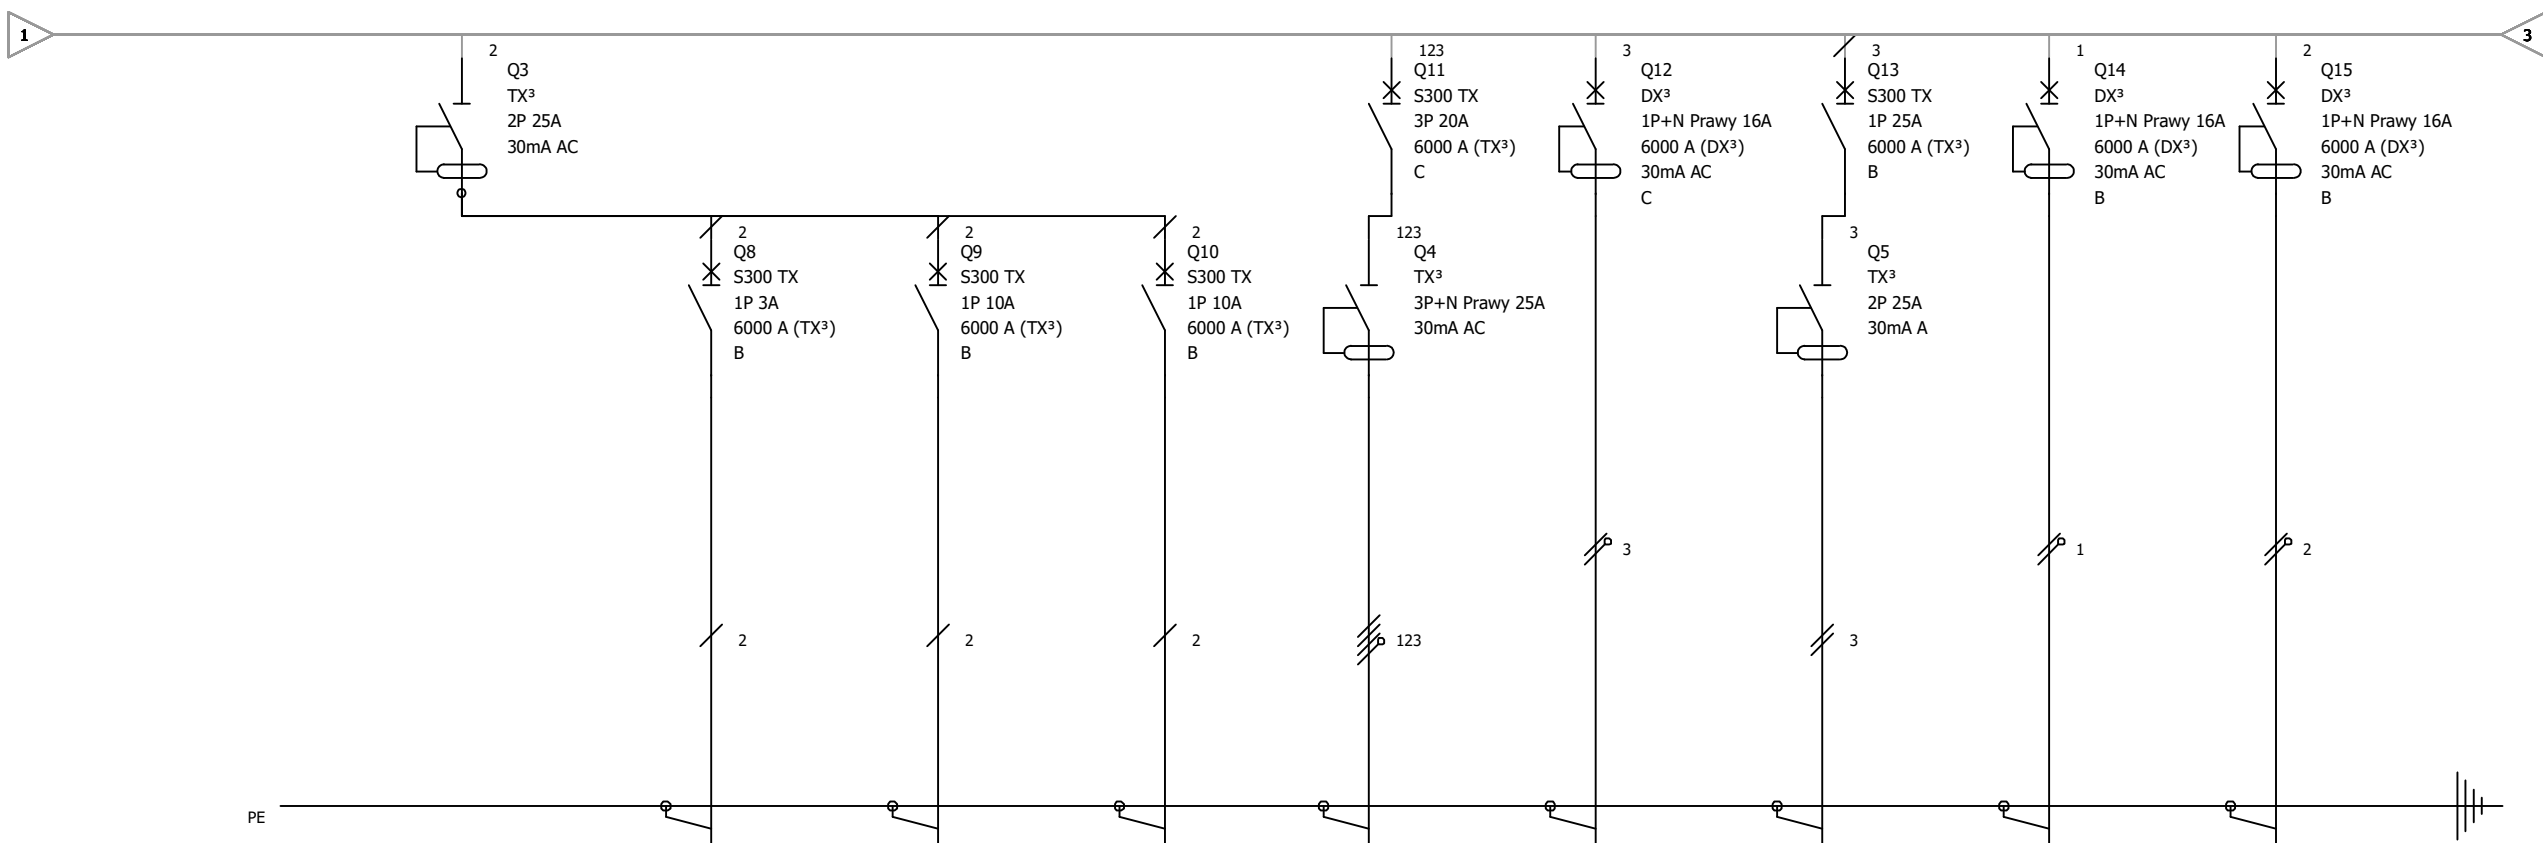 1
3
2
Q3
TX³
2P 25A
30mA AC
123
Q11
S300 TX
3P 20A
6000 A (TX³)
C
3
Q12
DX³
1P+N Prawy 16A
6000 A (DX³)
30mA AC
C
3
Q13
S300 TX
1P 25A
6000 A (TX³)
B
1
Q14
DX³
1P+N Prawy 16A
6000 A (DX³)
30mA AC
B
2
Q15
DX³
1P+N Prawy 16A
6000 A (DX³)
30mA AC
B
2
Q8
S300 TX
1P 3A
6000 A (TX³)
B
2
Q9
S300 TX
1P 10A
6000 A (TX³)
B
2
Q10
S300 TX
1P 10A
6000 A (TX³)
B
123
Q4
TX³
3P+N Prawy 25A
30mA AC
3
Q5
TX³
2P 25A
30mA A
3
1
2
2
2
2
123
3
PE